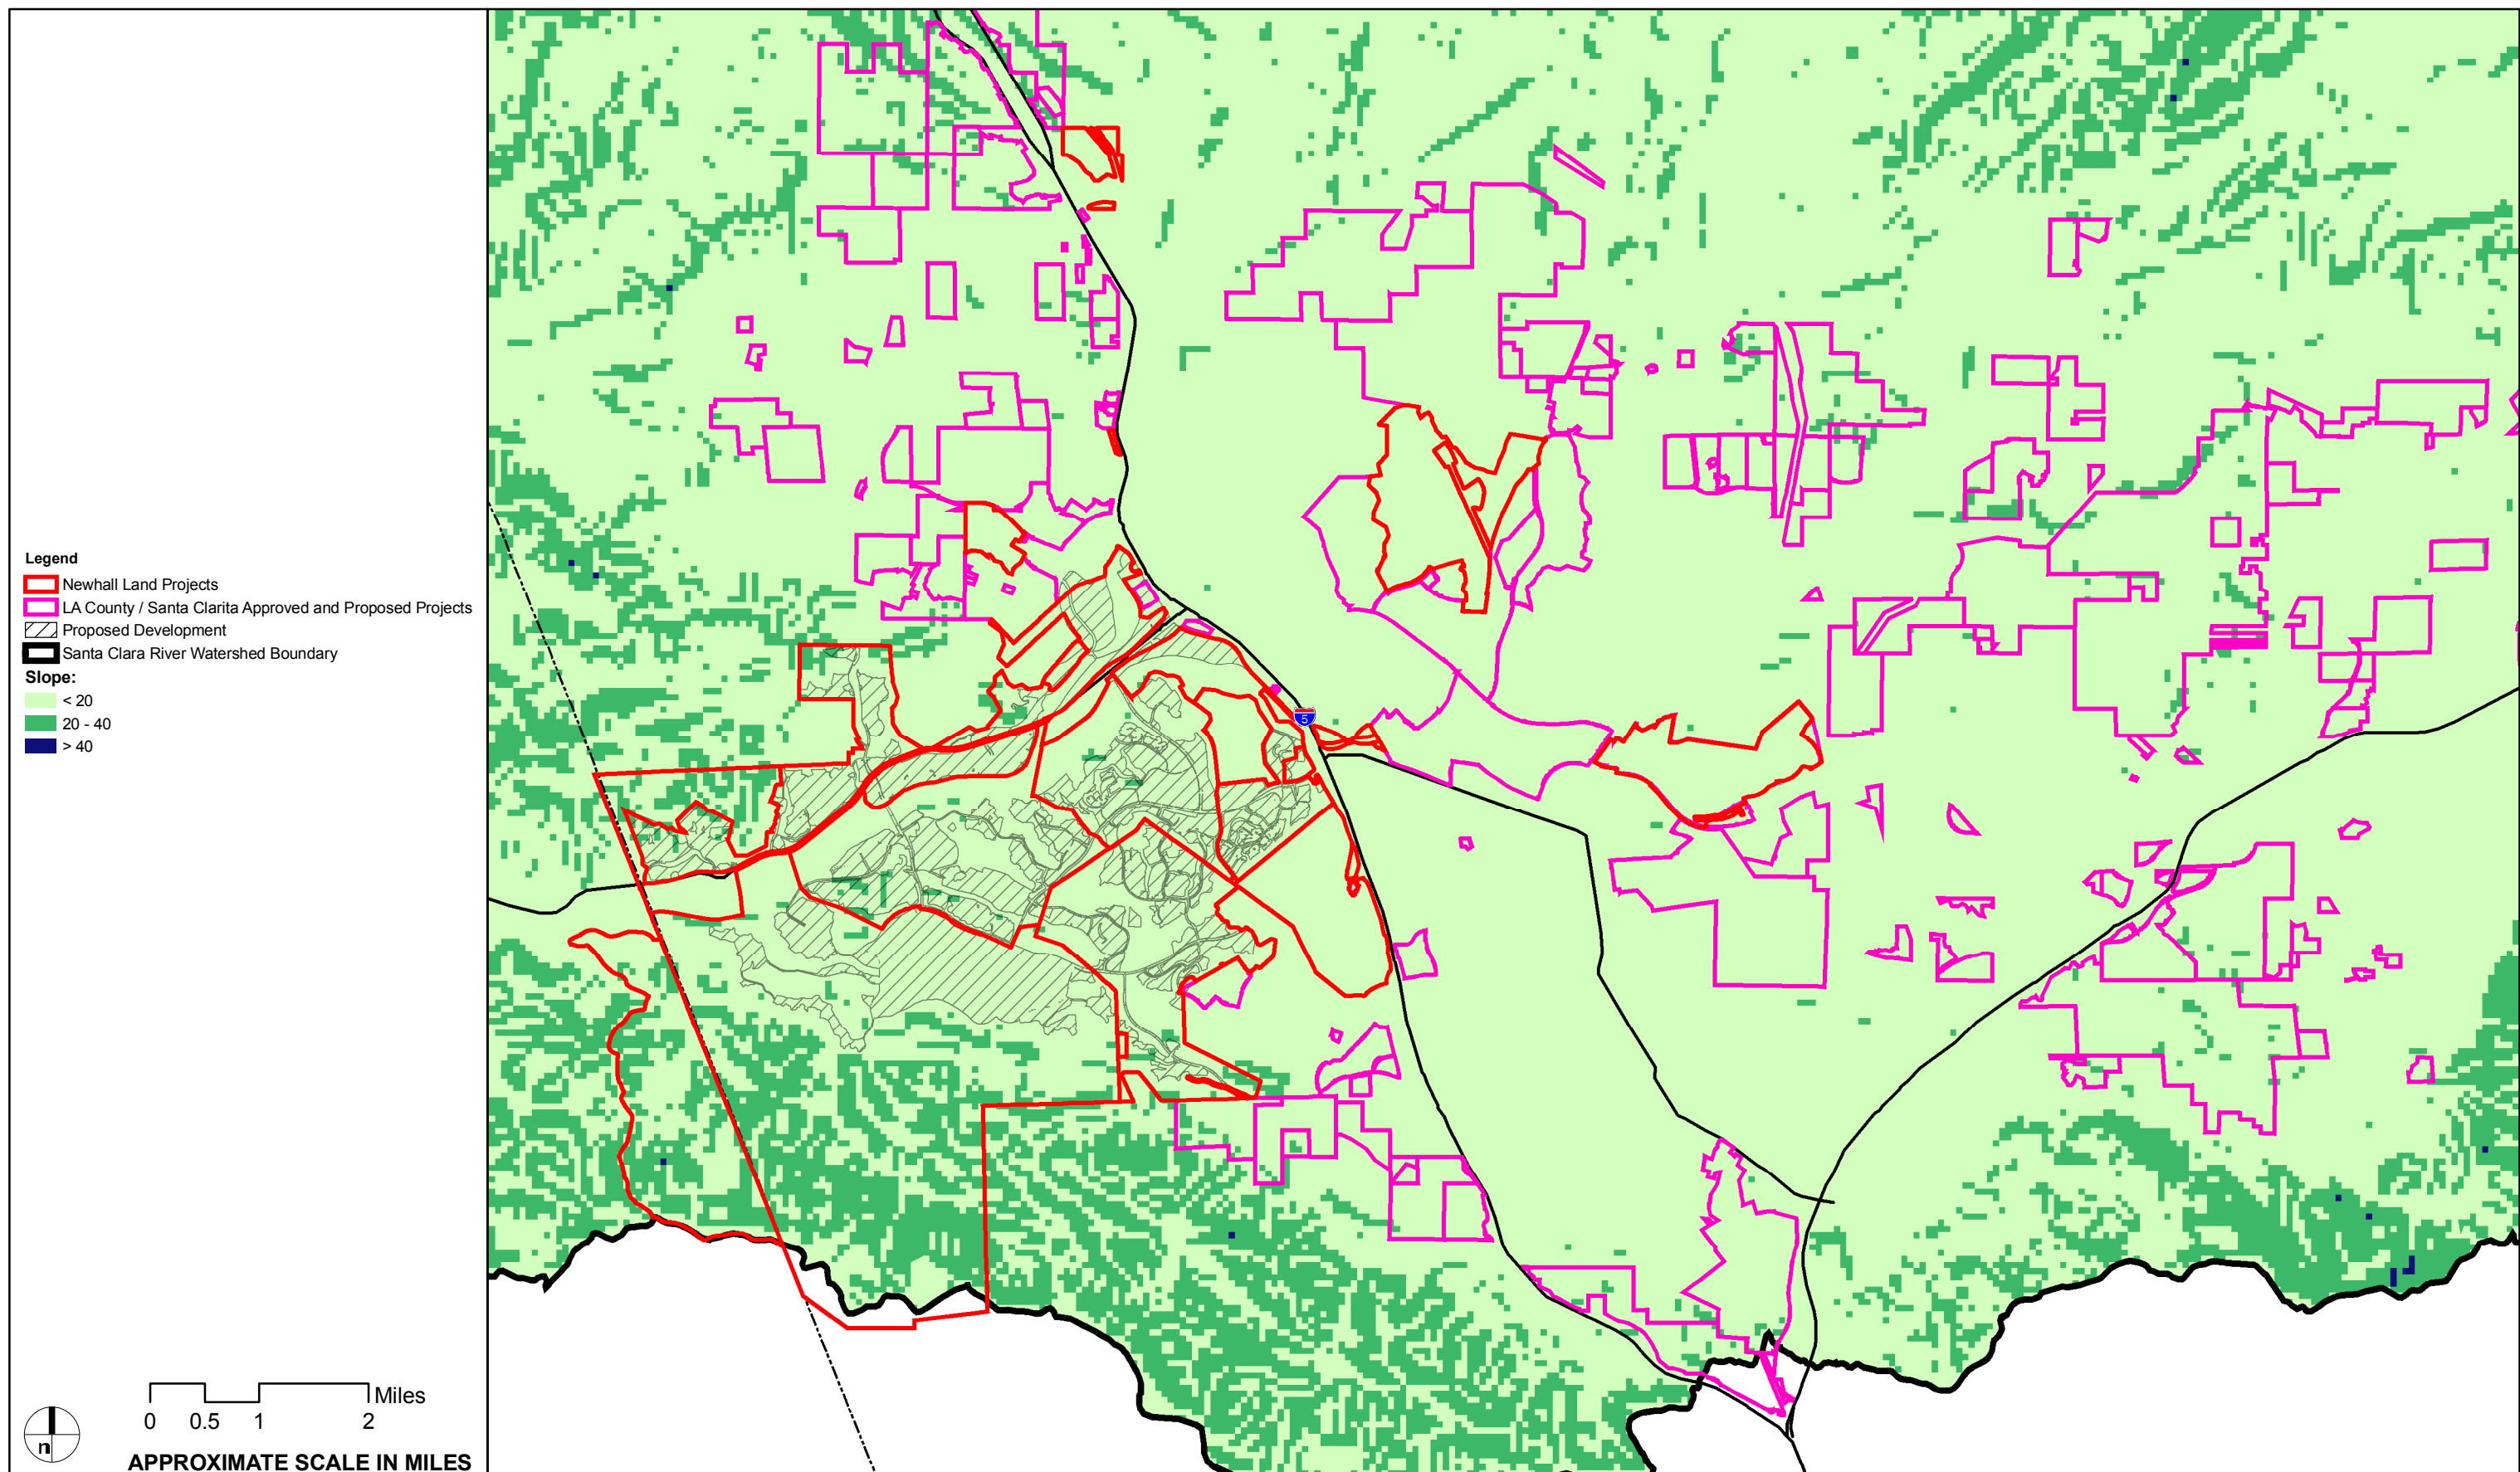 Legend
Newhall Land Projects
LA County / Santa Clarita Approved and Proposed Projects
Proposed Development
Santa Clara River Watershed Boundary
Slope:
< 20
20 - 40
> 40
5
Miles
0 0.5 1 2
n
APPROXIMATE SCALE IN MILES